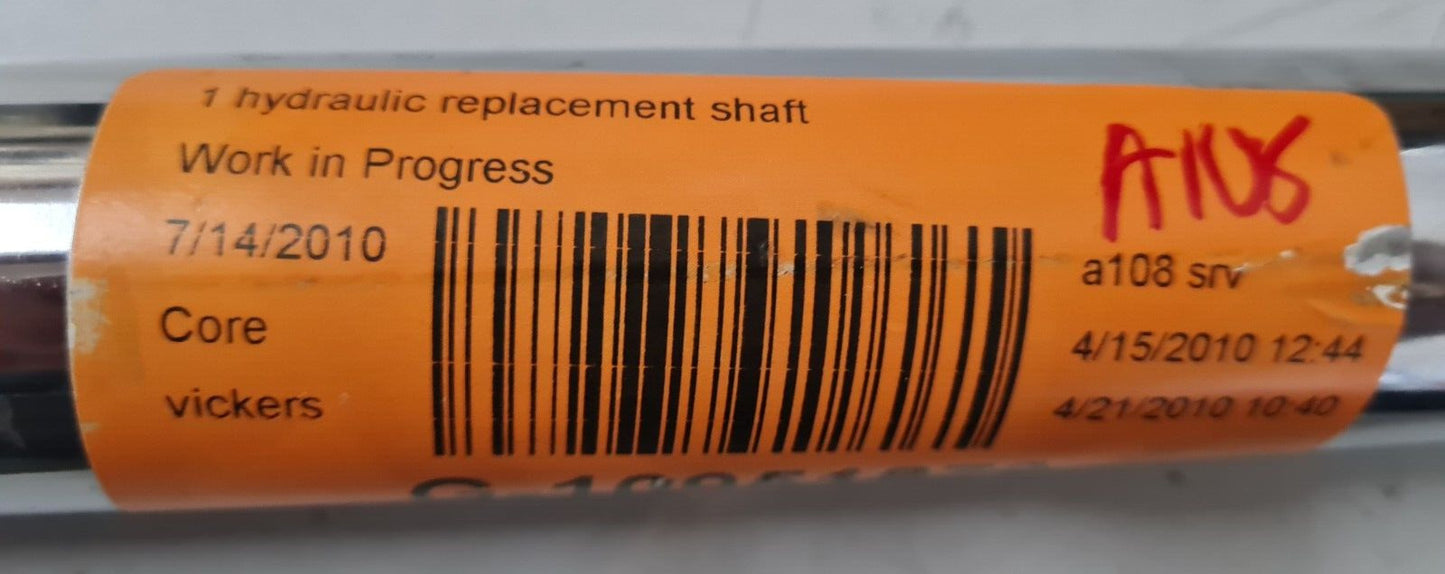 1 hydraulic replacement shaft
Work in Progress
7/14/2010
Core
vickers
A108
a108 srv
4/15/2010 12:44
4/21/2010 10:40